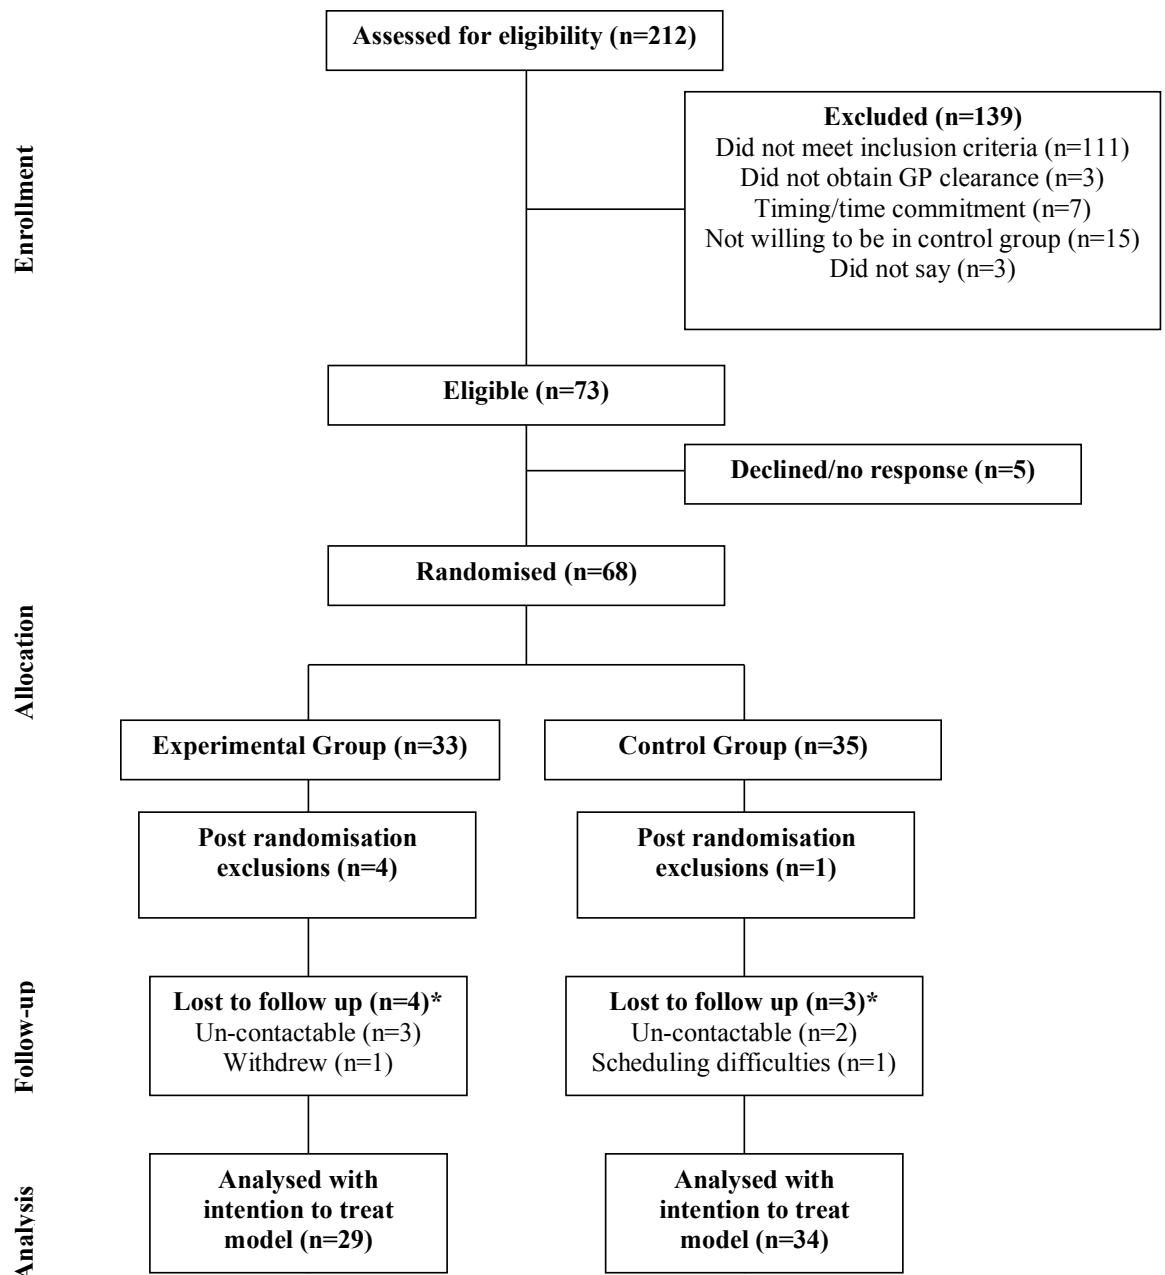 Assessed for eligibility (n=212)
Enrollment
Excluded (n=139)
Did not meet inclusion criteria (n=111)
Did not obtain GP clearance (n=3)
Timing/time commitment (n=7)
Not willing to be in control group (n=15)
Did not say (n=3)
Eligible (n=73)
Declined/no response (n=5)
Randomised (n=68)
Allocation
Experimental Group (n=33)
Control Group (n=35)
Post randomisation
exclusions (n=4)
Post randomisation
exclusions (n=1)
Follow-up
Lost to follow up (n=4)*
Un-contactable (n=3)
Withdrew (n=1)
Lost to follow up (n=3)*
Un-contactable (n=2)
Scheduling difficulties (n=1)
Analysis
Analysed with
intention to treat
model (n=29)
Analysed with
intention to treat
model (n=34)